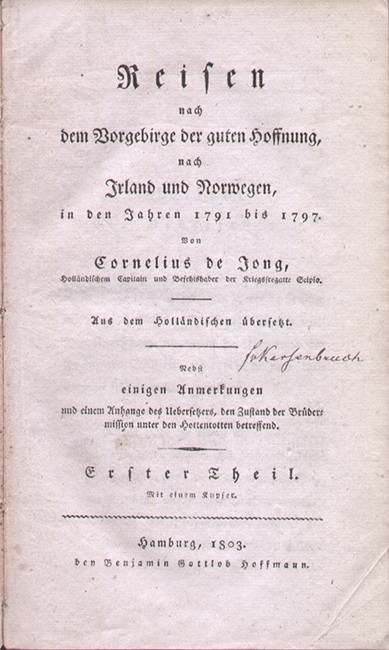 Reisen
nach
dem Vorgebirge der guten Hoffnung,
nach
Irland und Norwegen,
in den Jahren 1791 bis 1797.
Von
Cornelius de Jong,
Holländischem Capitain und Befehlshaber der Kriegsfregatte Scipio.
Aus dem Holländischen übersetzt.
Nebst
einigen Anmerkungen
und einem Anhange des Uebersetzers, den Zustand der Brüder-
mission unter den Hottentotten betreffend.
Erster Theil.
Mit einem Kupfer.
Hamburg, 1803.
bey Benjamin Gottlob Hoffmann.